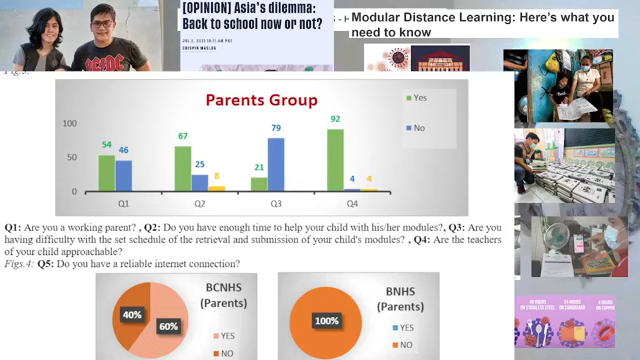 [OPINION] Asia's dilemma:
Back to school now or not?
CRISPIN MASLOG
Modular Distance Learning: Here's what you
need to know
Parents Group
Yes
No
100
50
0
54
46
67
25
8
21
79
92
4
4
Q1
Q2
Q3
Q4
Q1: Are you a working parent? , Q2: Do you have enough time to help your child with his/her modules?, Q3: Are you
having difficulty with the set schedule of the retrieval and submission of your child's modules? , Q4: Are the teachers
of your child approachable?
Figs.4: Q5: Do you have a reliable internet connection?
BCNHS
(Parents)
40%
60%
YES
NO
BNHS
(Parents)
100%
YES
NO